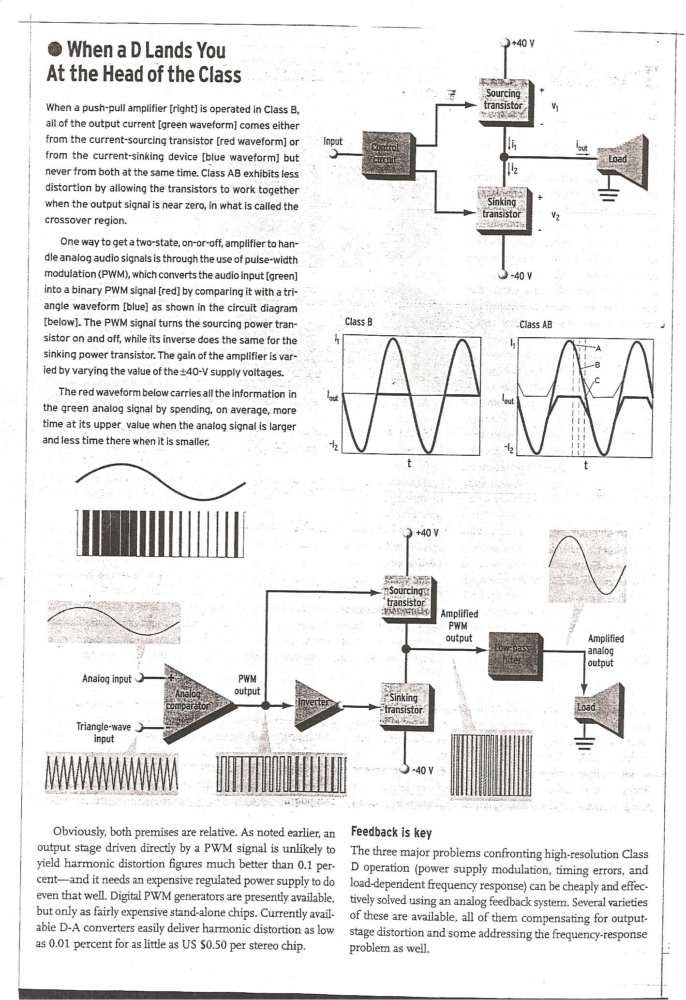 When a D Lands You
At the Head of the Class
When a push-pull amplifier [right] is operated in Class B,
all of the output current [green waveform] comes either
from the current-sourcing transistor [red waveform] or
from the current-sinking device [blue waveform] but
never from both at the same time. Class AB exhibits less
distortion by allowing the transistors to work together
when the output signal is near zero, in what is called the
crossover region.
One way to get a two-state, on-or-off, amplifier to han-
dle analog audio signals is through the use of pulse-width
modulation (PWM), which converts the audio input [green]
into a binary PWM signal [red] by comparing it with a tri-
angle waveform [blue] as shown in the circuit diagram
[below]. The PWM signal turns the sourcing power tran-
sistor on and off, while its inverse does the same for the
sinking power transistor. The gain of the amplifier is var-
ied by varying the value of the ±40-V supply voltages.
The red waveform below carries all the information in
the green analog signal by spending, on average, more
time at its upper value when the analog signal is larger
and less time there when it is smaller.
+40 V
Sourcing
transistor
+
V1
-
Input
Control
circuit
i1
iout
Load
i2
Sinking
transistor
+
V2
-
-40 V
Class B
I1
Iout
-I2
t
Class AB
I1
A
B
C
Iout
-I2
t
+40 V
Sourcing
transistor
Amplified
PWM
output
Low-pass
filter
Amplified
analog
output
Analog input
+
Analog
comparator
-
PWM
output
Inverter
Sinking
transistor
Load
Triangle-wave
input
-40 V
Obviously, both premises are relative. As noted earlier, an
output stage driven directly by a PWM signal is unlikely to
yield harmonic distortion figures much better than 0.1 per-
cent—and it needs an expensive regulated power supply to do
even that well. Digital PWM generators are presently available,
but only as fairly expensive stand-alone chips. Currently avail-
able D-A converters easily deliver harmonic distortion as low
as 0.01 percent for as little as US $0.50 per stereo chip.
Feedback is key
The three major problems confronting high-resolution Class
D operation (power supply modulation, timing errors, and
load-dependent frequency response) can be cheaply and effec-
tively solved using an analog feedback system. Several varieties
of these are available, all of them compensating for output-
stage distortion and some addressing the frequency-response
problem as well.